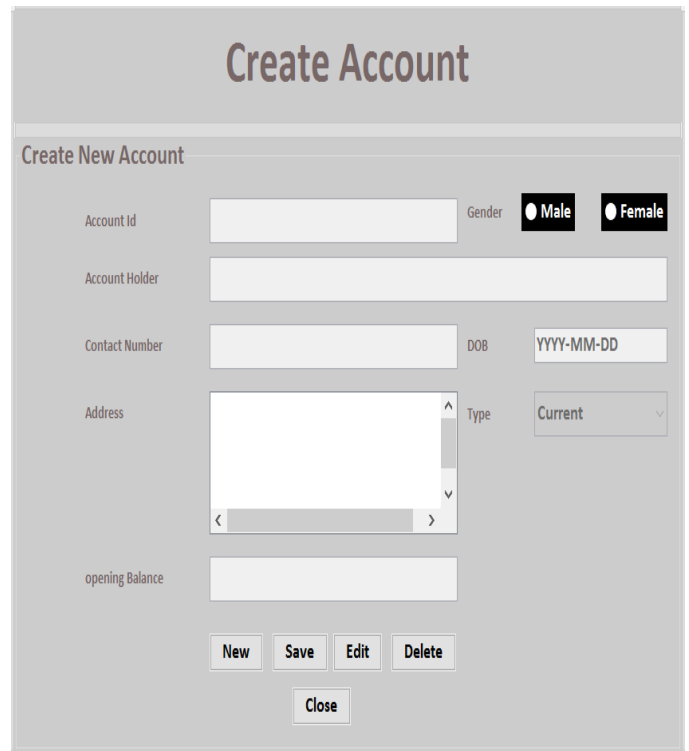 Create Account
Create New Account
Account Id
Gender
Male
Female
Account Holder
Contact Number
DOB
YYYY-MM-DD
Address
Type
Current
opening Balance
New
Save
Edit
Delete
Close